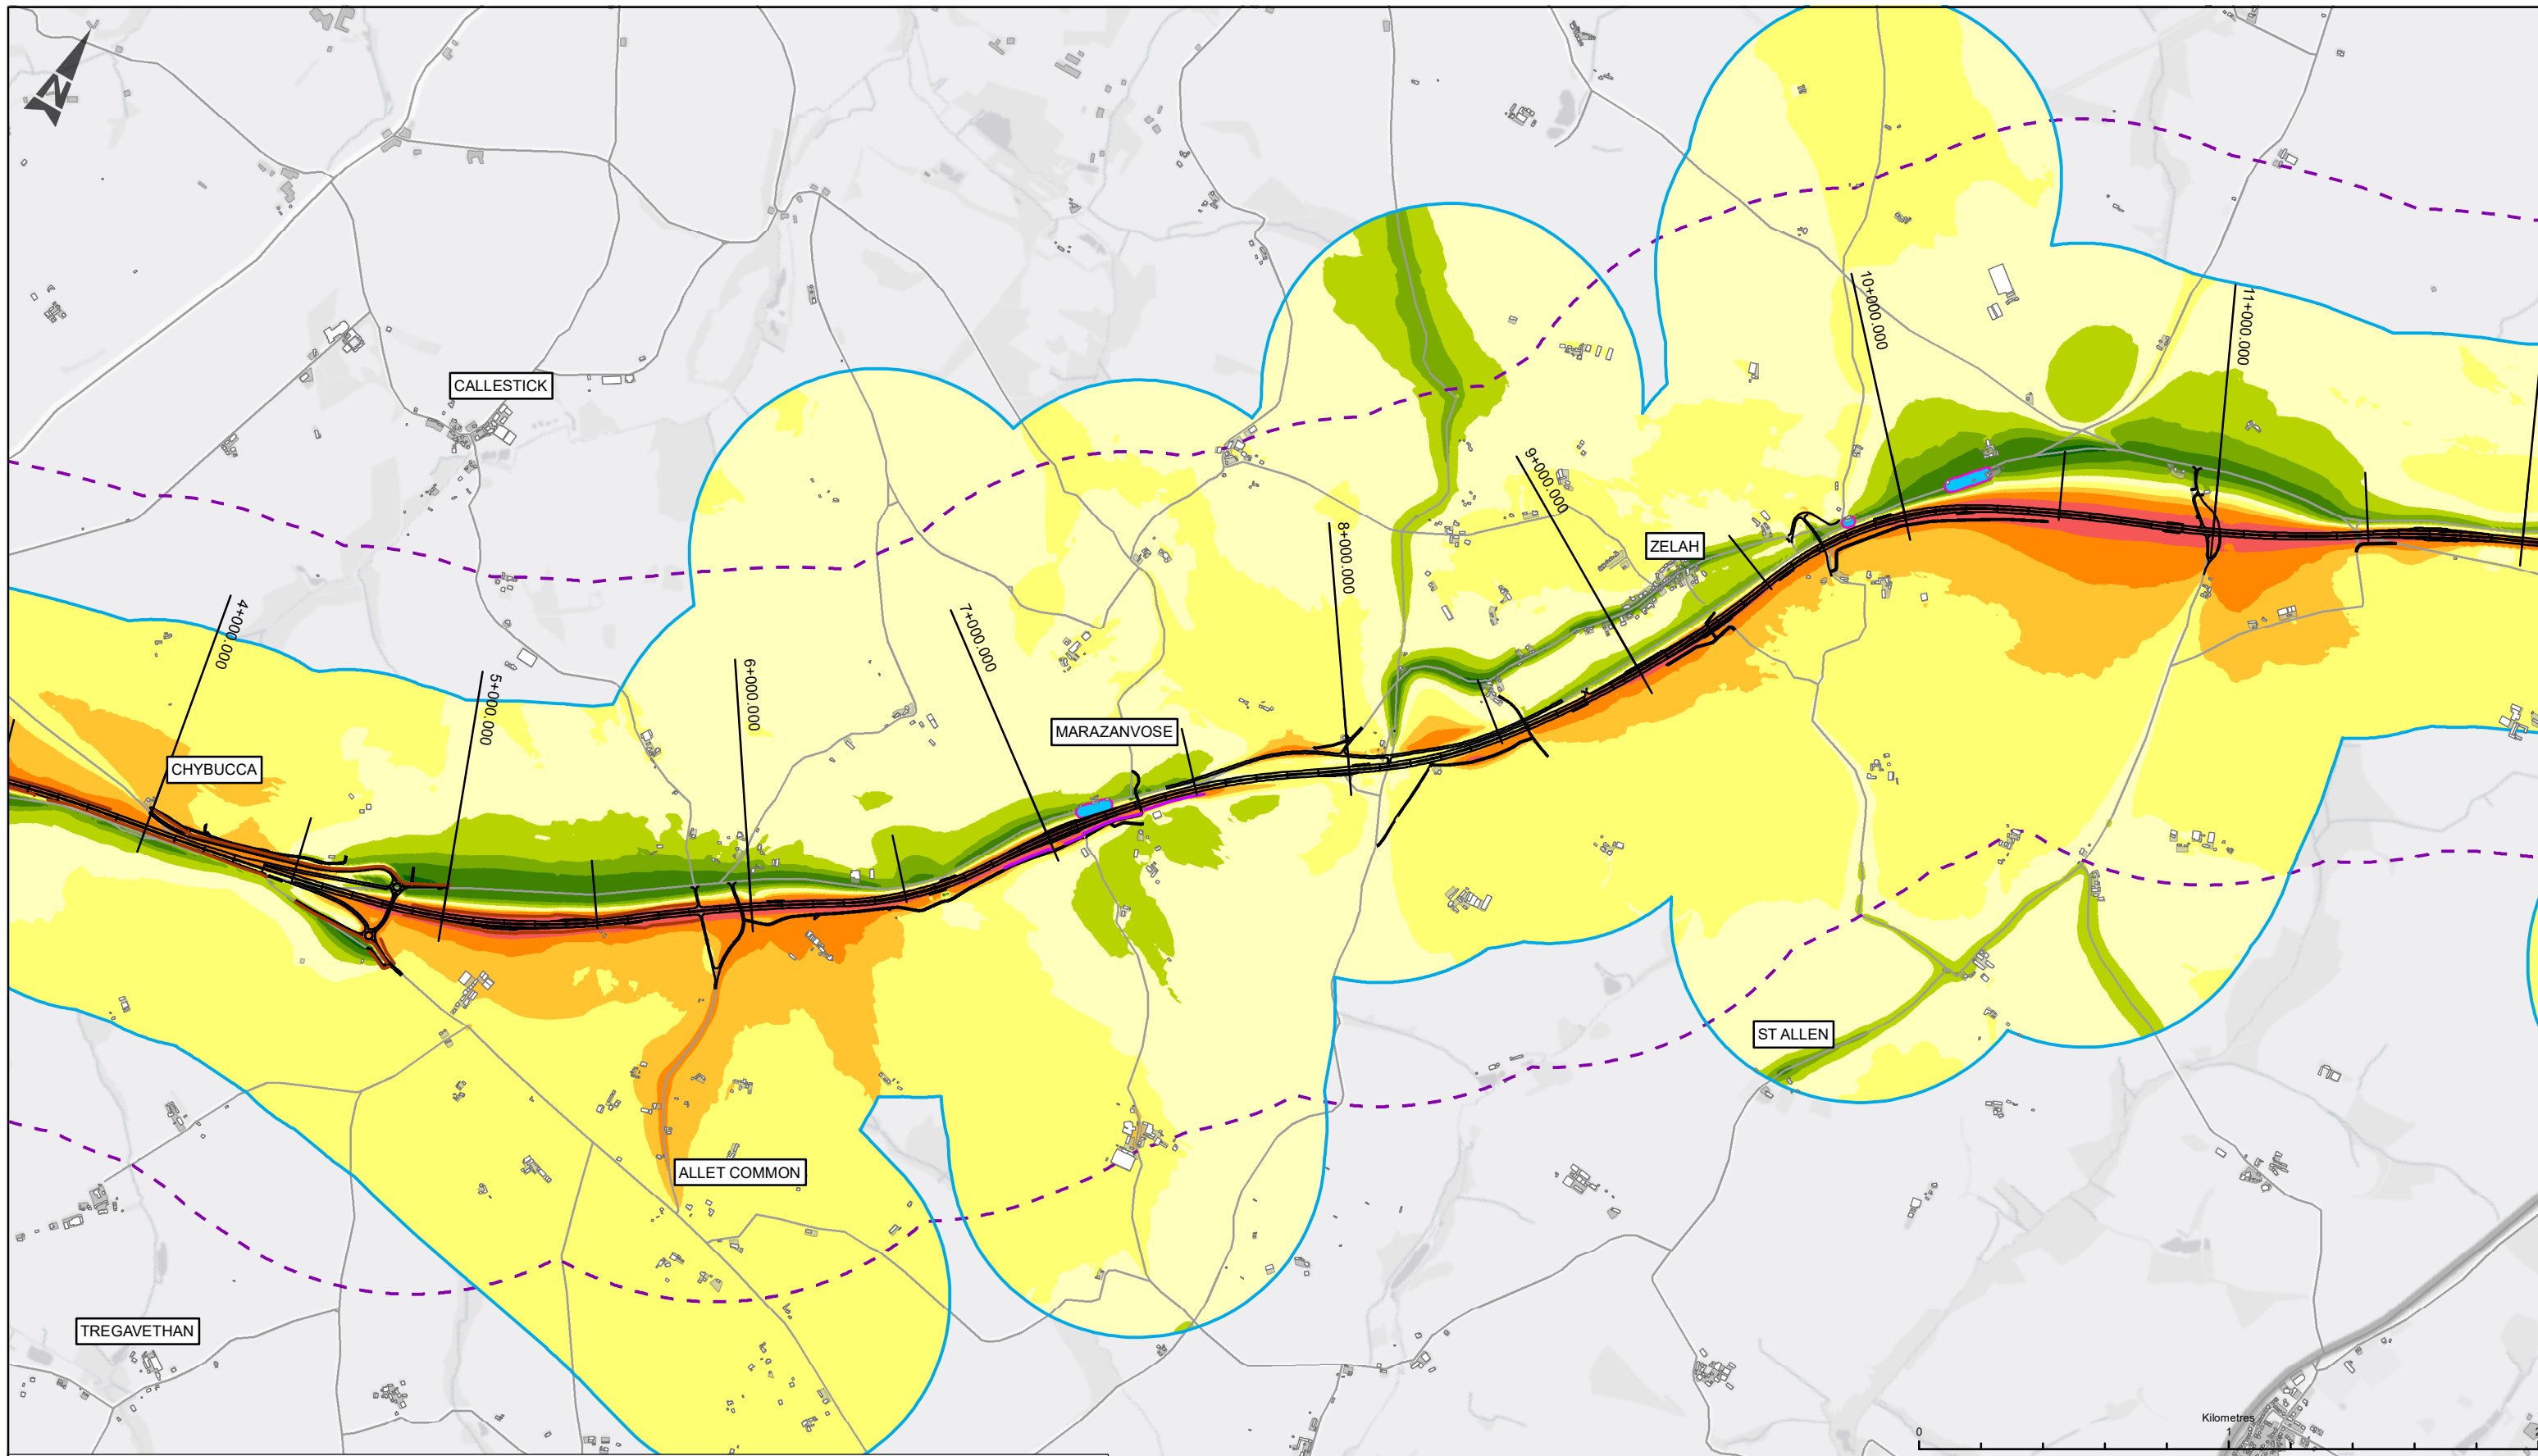 N
10+000.000
11+000.000
CALLESTICK
9+000.000
8+000.000
ZELAH
4+000.000
7+000.000
6+000.000
5+000.000
MARAZANVOSE
CHYBUCCA
ST ALLEN
ALLET COMMON
TREGAVETHAN
Kilometres
0 1